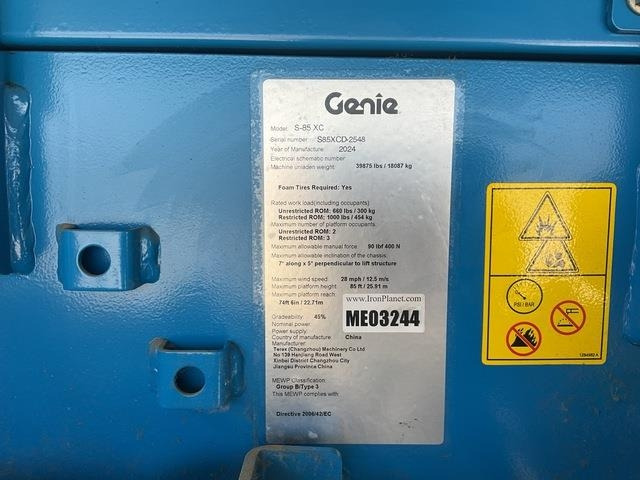 Genie
Model: S-85 XC
Serial number: S85XCD-2548
Year of Manufacture: 2024
Electrical schematic number:
Machine unladen weight: 39875 lbs / 18087 kg
Foam Tires Required: Yes
Rated work load(including occupants)
Unrestricted ROM: 660 lbs / 300 kg
Restricted ROM: 1000 lbs / 454 kg
Maximum number of platform occupants:
Unrestricted ROM: 2
Restricted ROM: 3
Maximum allowable manual force: 90 lbf 400 N
Maximum allowable inclination of the chassis:
7° along x 5° perpendicular to lift structure
Maximum wind speed: 28 mph / 12.5 m/s
Maximum platform height: 85 ft / 25.91 m
Maximum platform reach:
74ft 6in / 22.71m
www.IronPlanet.com
ME03244
Gradeability: 45%
Nominal power:
Power supply:
Country of manufacture: China
Manufacturer:
Terex (Changzhou) Machinery Co Ltd
No 139 Hanjiang Road West
Xinbei District Changzhou City
Jiangsu Province China
MEWP Classification:
Group B/Type 3
This MEWP complies with:
Directive 2006/42/EC
PSI / BAR